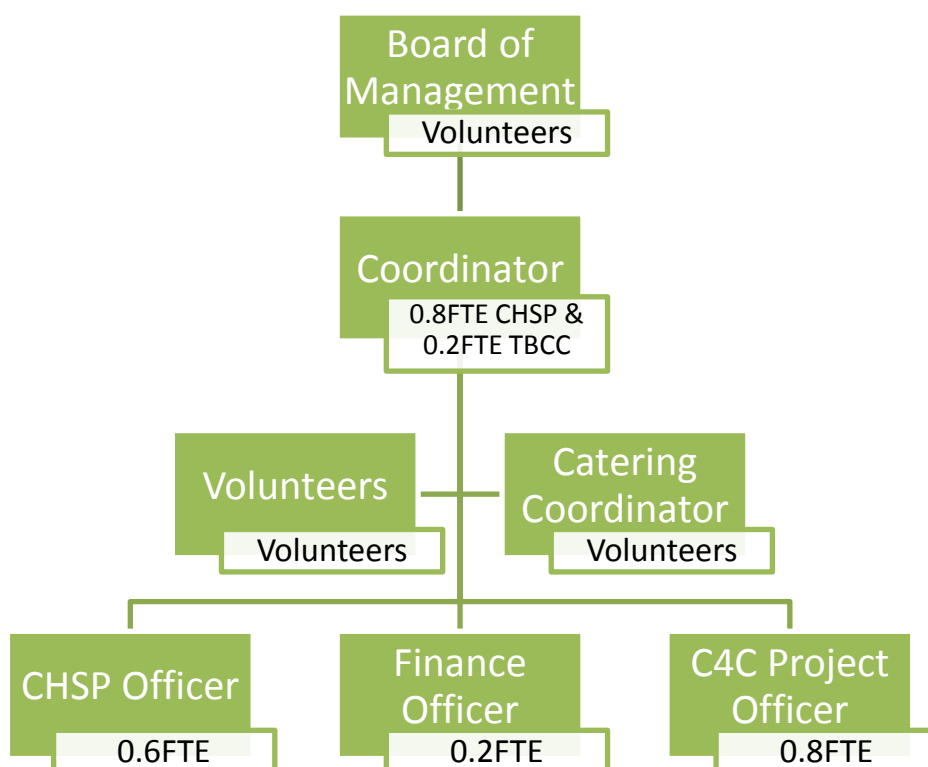 Board of
Management
Volunteers
Coordinator
0.8FTE CHSP &
0.2FTE TBCC
Volunteers
Volunteers
Catering
Coordinator
Volunteers
CHSP Officer
0.6FTE
Finance
Officer
0.2FTE
C4C Project
Officer
0.8FTE